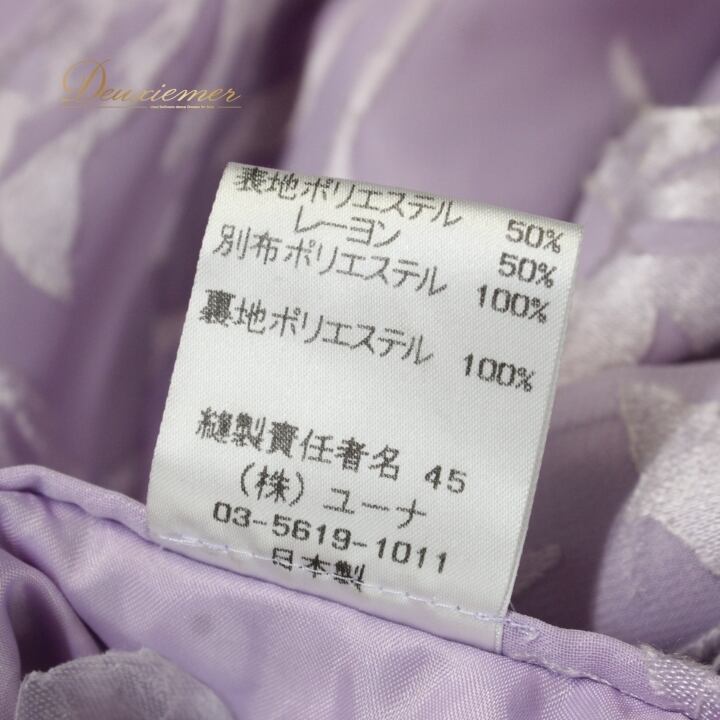 Deuxiemer
裏地ポリエステル 50%
レーヨン 50%
別布ポリエステル 100%
裏地ポリエステル 100%
縫製責任者名 45
(株) ユーナ
03-5619-1011
日本製